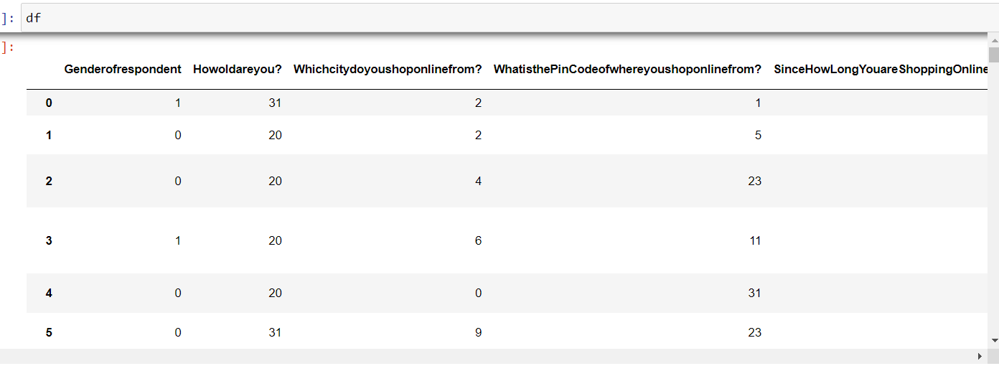 ]: df
]:
Genderofrespondent Howoldareyou? Whichcitydoyoushoponlinefrom? WhatisthePinCodeofwhereyoushoponlinefrom? SinceHowLongYouareShoppingOnline
0 1 31 2 1
1 0 20 2 5
2 0 20 4 23
3 1 20 6 11
4 0 20 0 31
5 0 31 9 23